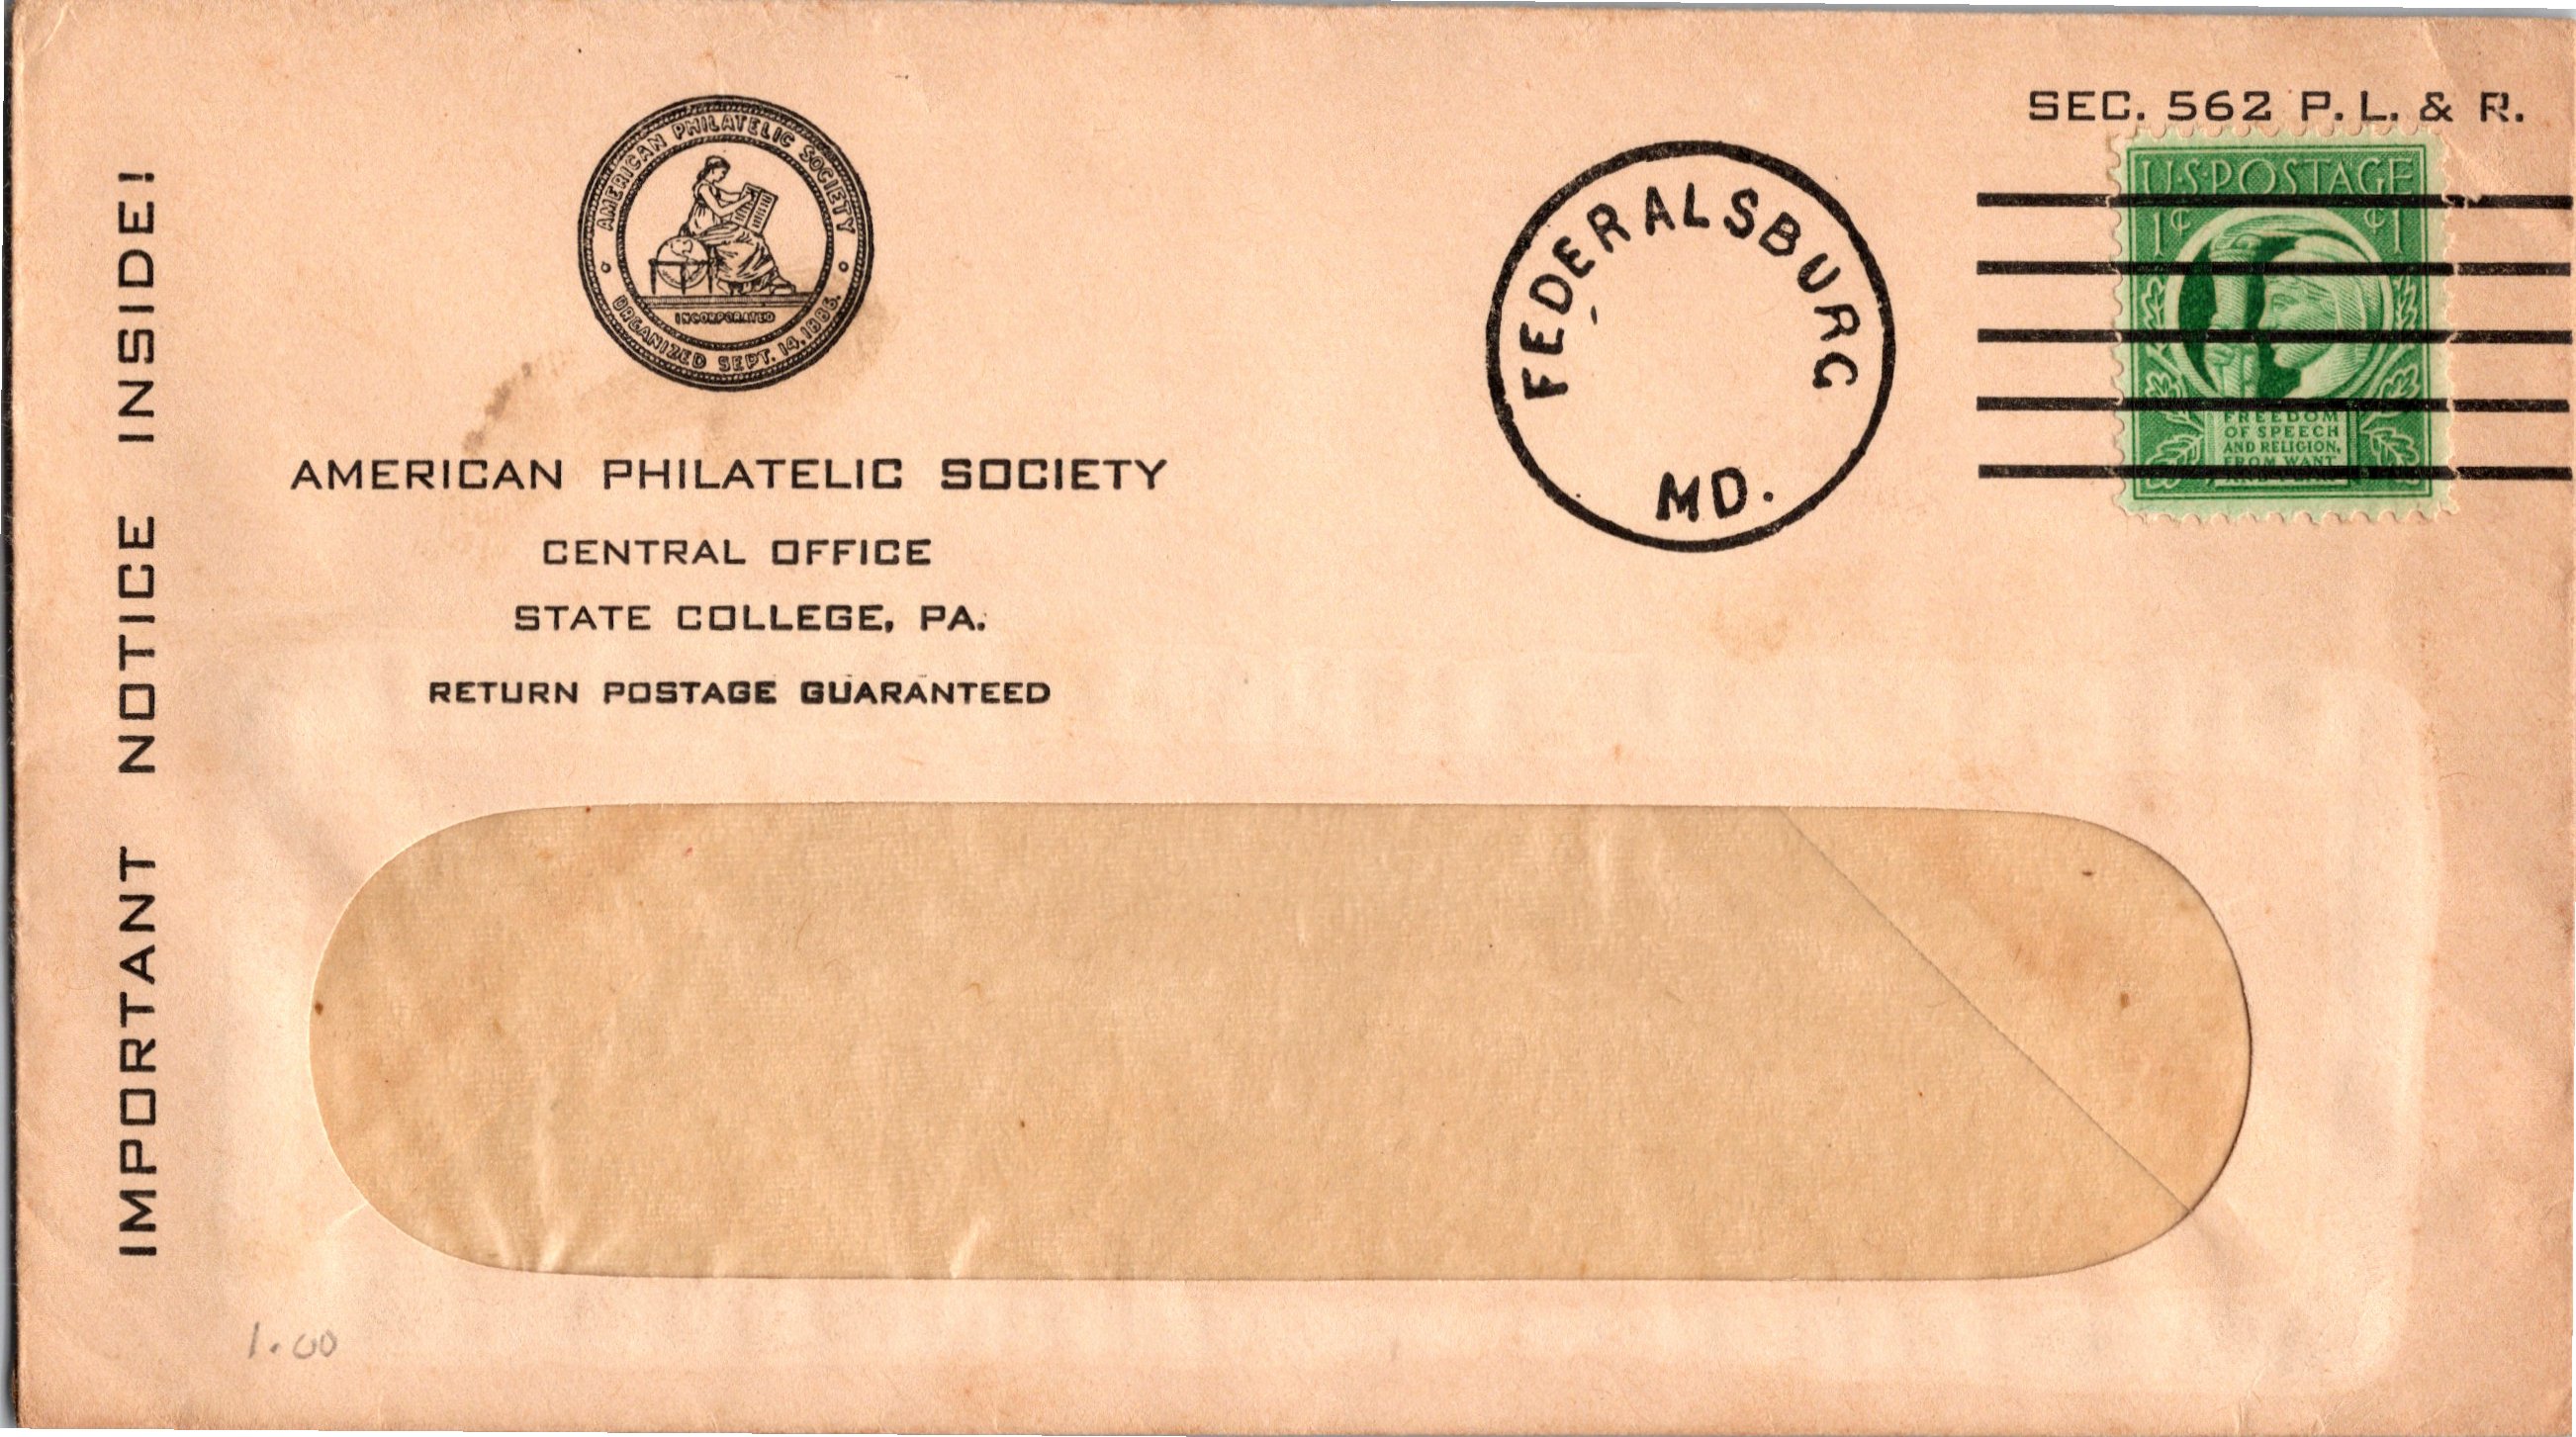 IMPORTANT NOTICE INSIDE!
AMERICAN PHILATELIC SOCIETY
ORGANIZED SEPT. 14, 1886.
INCORPORATED
AMERICAN PHILATELIC SOCIETY
CENTRAL OFFICE
STATE COLLEGE, PA.
RETURN POSTAGE GUARANTEED
FEDERALSBURG
MD.
SEC. 562 P. L. & R.
U·S·POSTAGE
1¢ ¢1
FREEDOM
OF SPEECH
AND RELIGION,
FROM WANT
AND FEAR
1.00